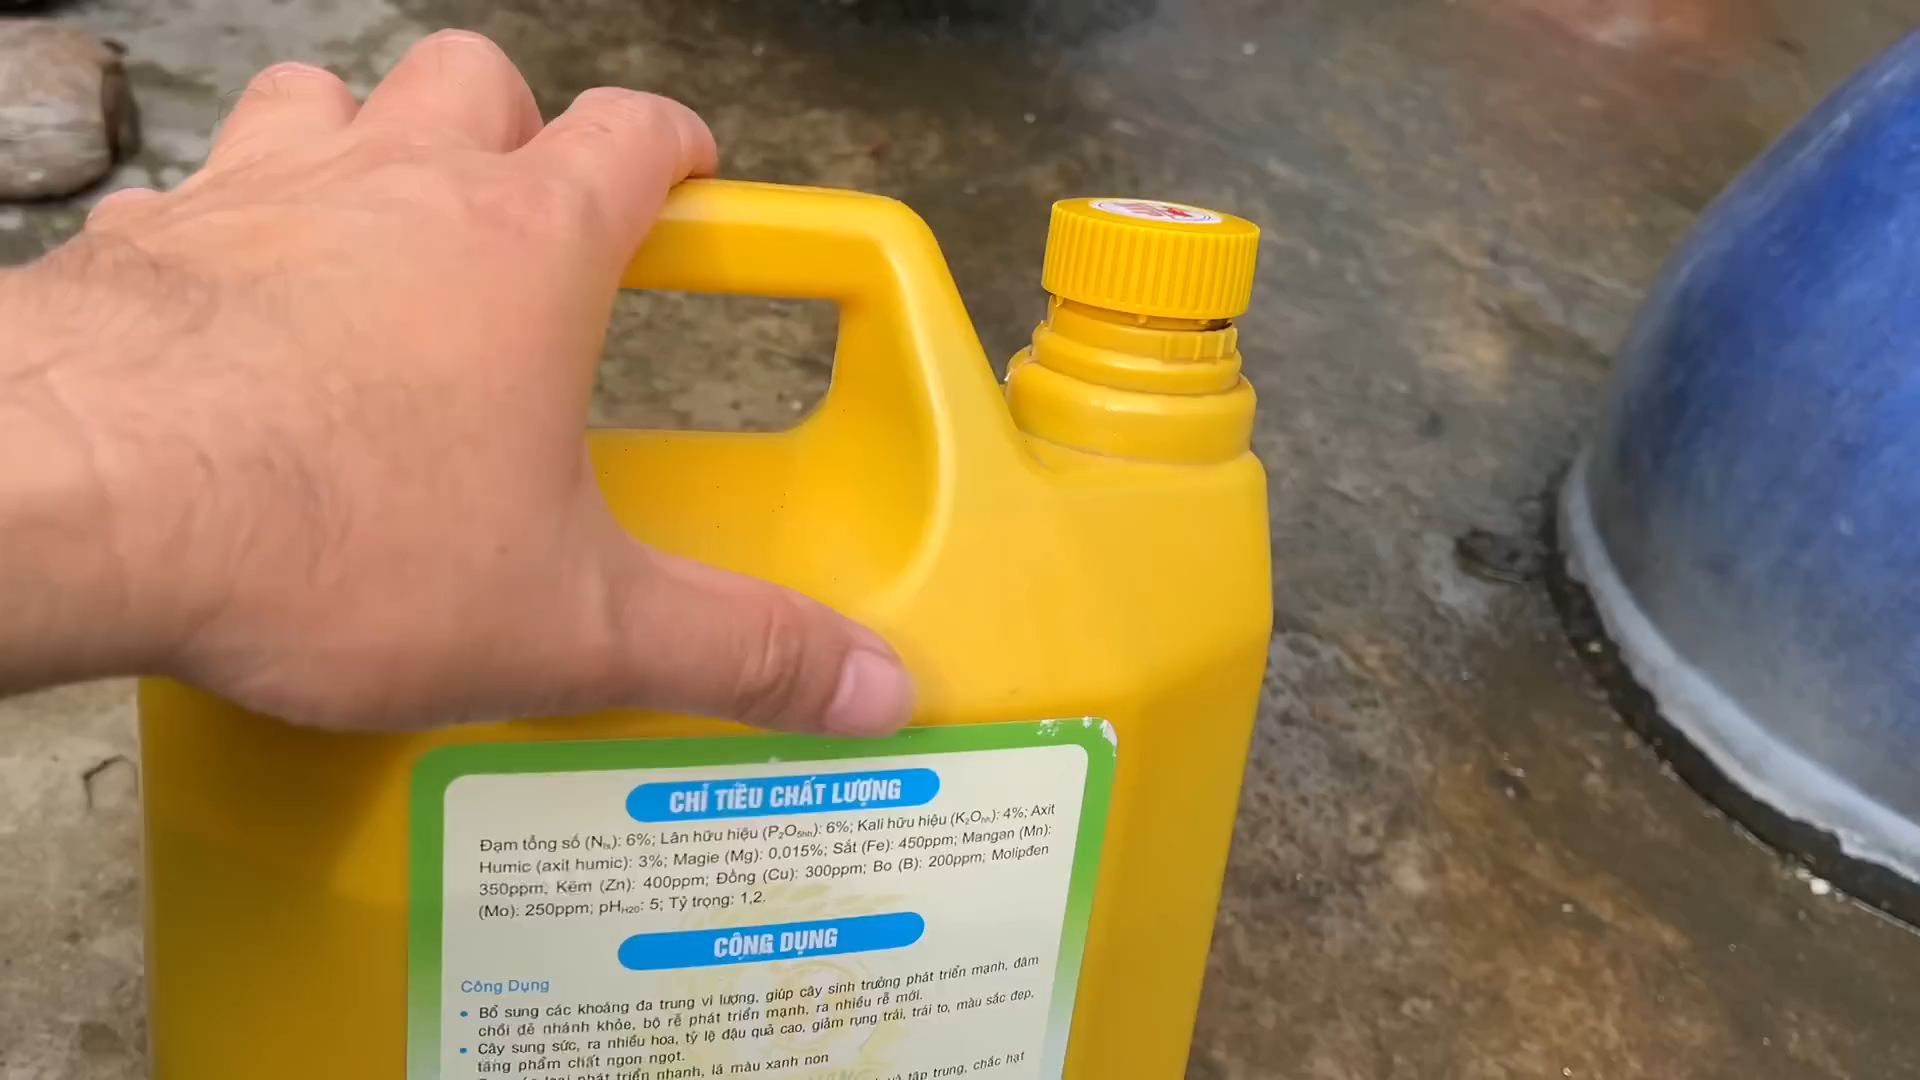 CHỈ TIÊU CHẤT LƯỢNG
Đạm tổng số (Nts): 6%; Lân hữu hiệu (P2O5hh): 6%; Kali hữu hiệu (K2Ohh): 4%; Axit
Humic (axit humic): 3%; Magie (Mg): 0,015%; Sắt (Fe): 450ppm; Mangan (Mn):
350ppm; Kẽm (Zn): 400ppm; Đồng (Cu): 300ppm; Bo (B): 200ppm; Molipđen
(Mo): 250ppm; pHH20: 5; Tỷ trọng: 1,2.
CÔNG DỤNG
Công Dụng
• Bổ sung các khoáng đa trung vi lượng, giúp cây sinh trưởng phát triển mạnh, đâm
chồi đẻ nhánh khỏe, bộ rễ phát triển mạnh, ra nhiều rễ mới.
• Cây sung sức, ra nhiều hoa, tỷ lệ đậu quả cao, giảm rụng trái, trái to, màu sắc đẹp,
tăng phẩm chất ngon ngọt.
phát triển nhanh, lá màu xanh non
tập trung, chắc hạt